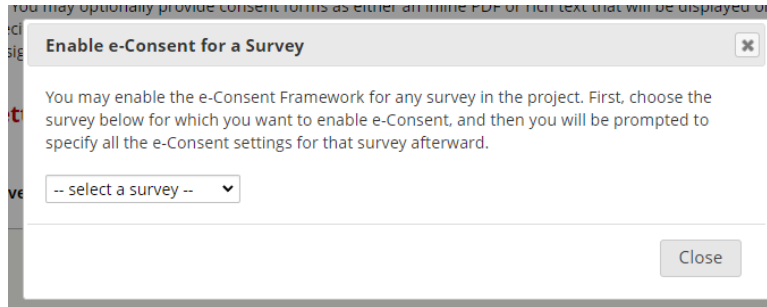 You may optionally provide consent forms as either an inline PDF or rich text that will be displayed
Enable e-Consent for a Survey
You may enable the e-Consent Framework for any survey in the project. First, choose the
survey below for which you want to enable e-Consent, and then you will be prompted to
specify all the e-Consent settings for that survey afterward.
-- select a survey --
Close